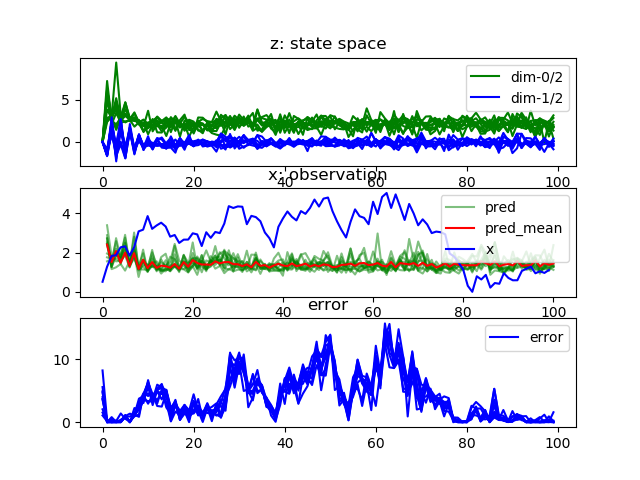 z: state space
5
0
dim-0/2
dim-1/2
0 20 40 60 80 100
x: observation
4
2
0
pred
pred_mean
x
0 20 40 60 80 100
error
10
0
error
0 20 40 60 80 100